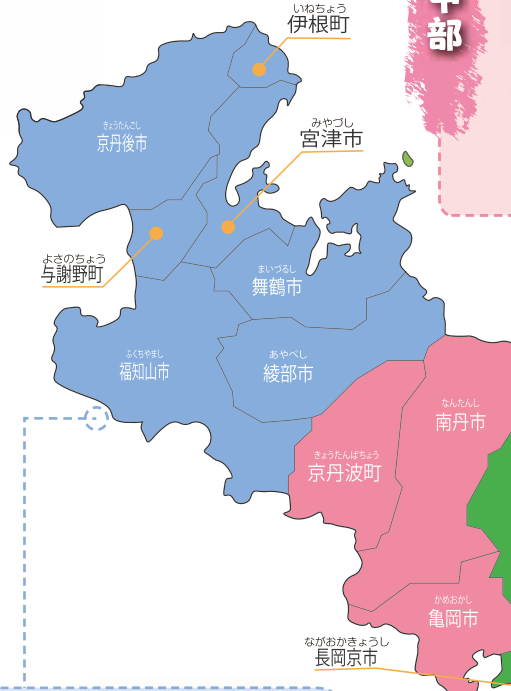 中部
いねちょう
伊根町
きょうたんごし
京丹後市
みやづし
宮津市
よさのちょう
与謝野町
まいづるし
舞鶴市
ふくちやまし
福知山市
あやべし
綾部市
なんたんし
南丹市
きょうたんばちょう
京丹波町
かめおかし
亀岡市
ながおかきょうし
長岡京市